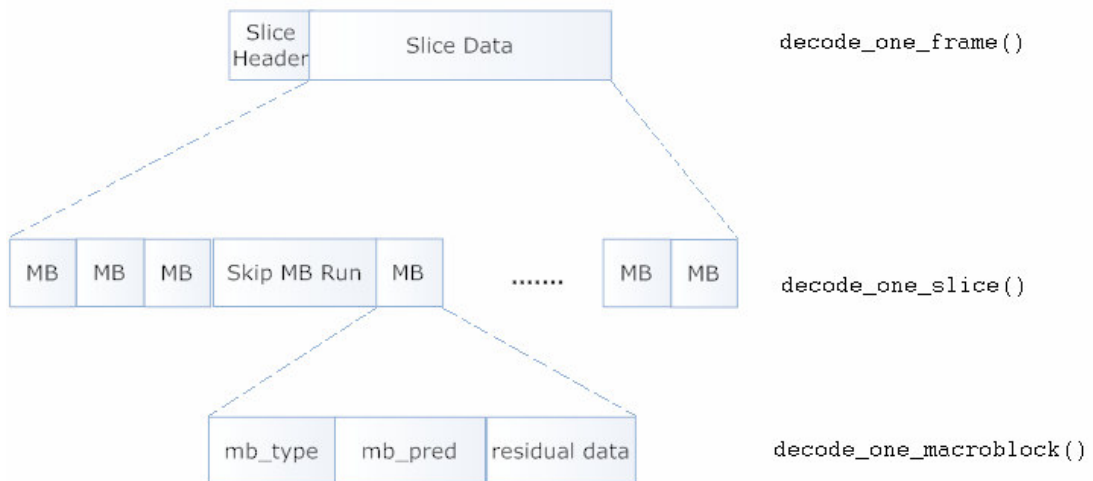 Slice
Header
Slice Data
decode_one_frame()
MB
MB
MB
Skip MB Run
MB
.......
MB
MB
decode_one_slice()
mb_type
mb_pred
residual data
decode_one_macroblock()